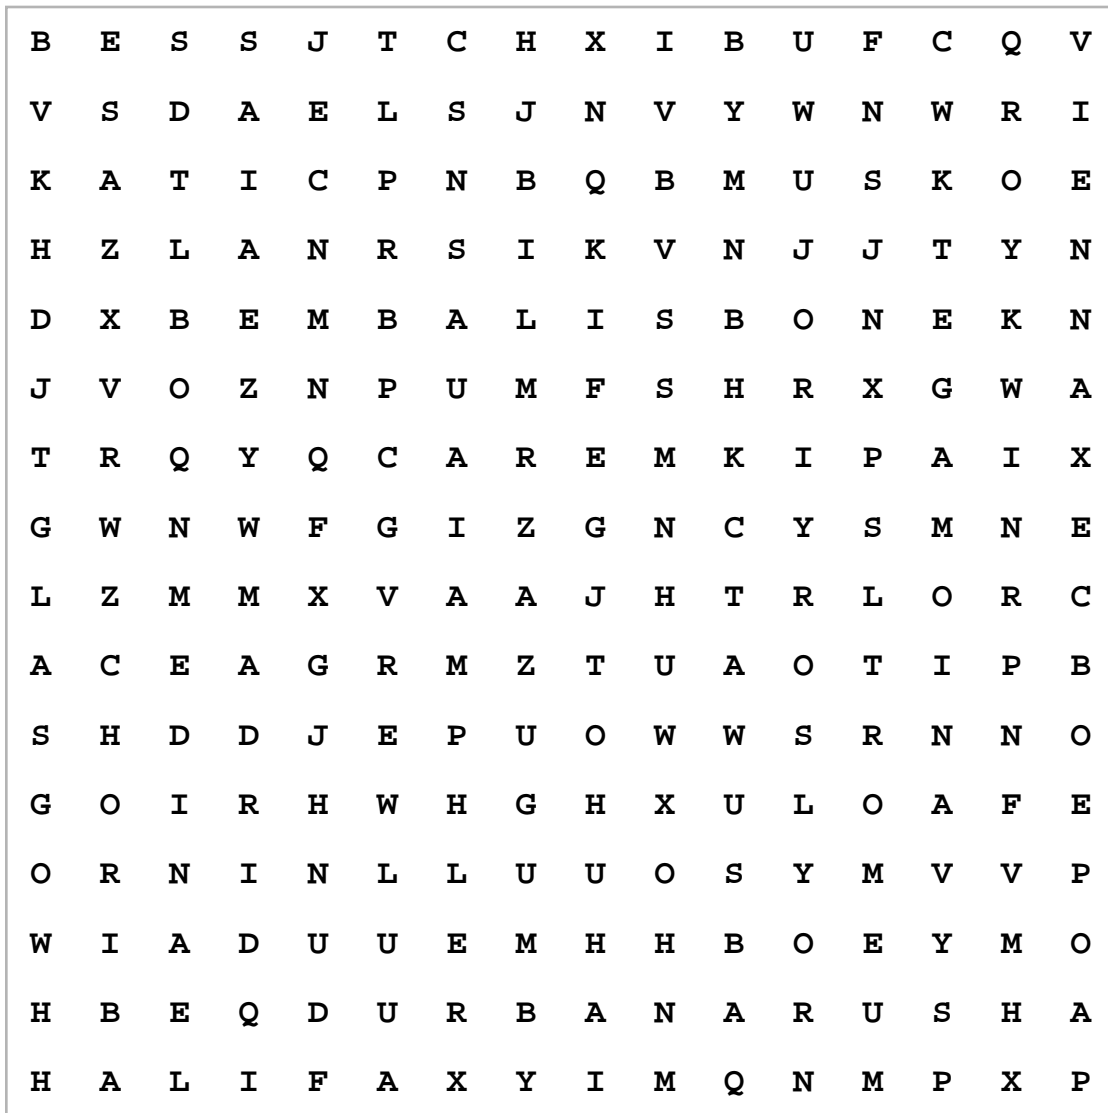 B E S S J T C H X I B U F C Q V
V S D A E L S J N V Y W N W R I
K A T I C P N B Q B M U S K O E
H Z L A N R S I K V N J J T Y N
D X B E M B A L I S B O N E K N
J V O Z N P U M F S H R X G W A
T R Q Y Q C A R E M K I P A I X
G W N W F G I Z G N C Y S M N E
L Z M M X V A A J H T R L O R C
A C E A G R M Z T U A O T I P B
S H D D J E P U O W W S R N N O
G O I R H W H G H X U L O A F E
O R N I N L L U U O S Y M V V P
W I A D U U E M H H B O E Y M O
H B E Q D U R B A N A R U S H A
H A L I F A X Y I M Q N M P X P